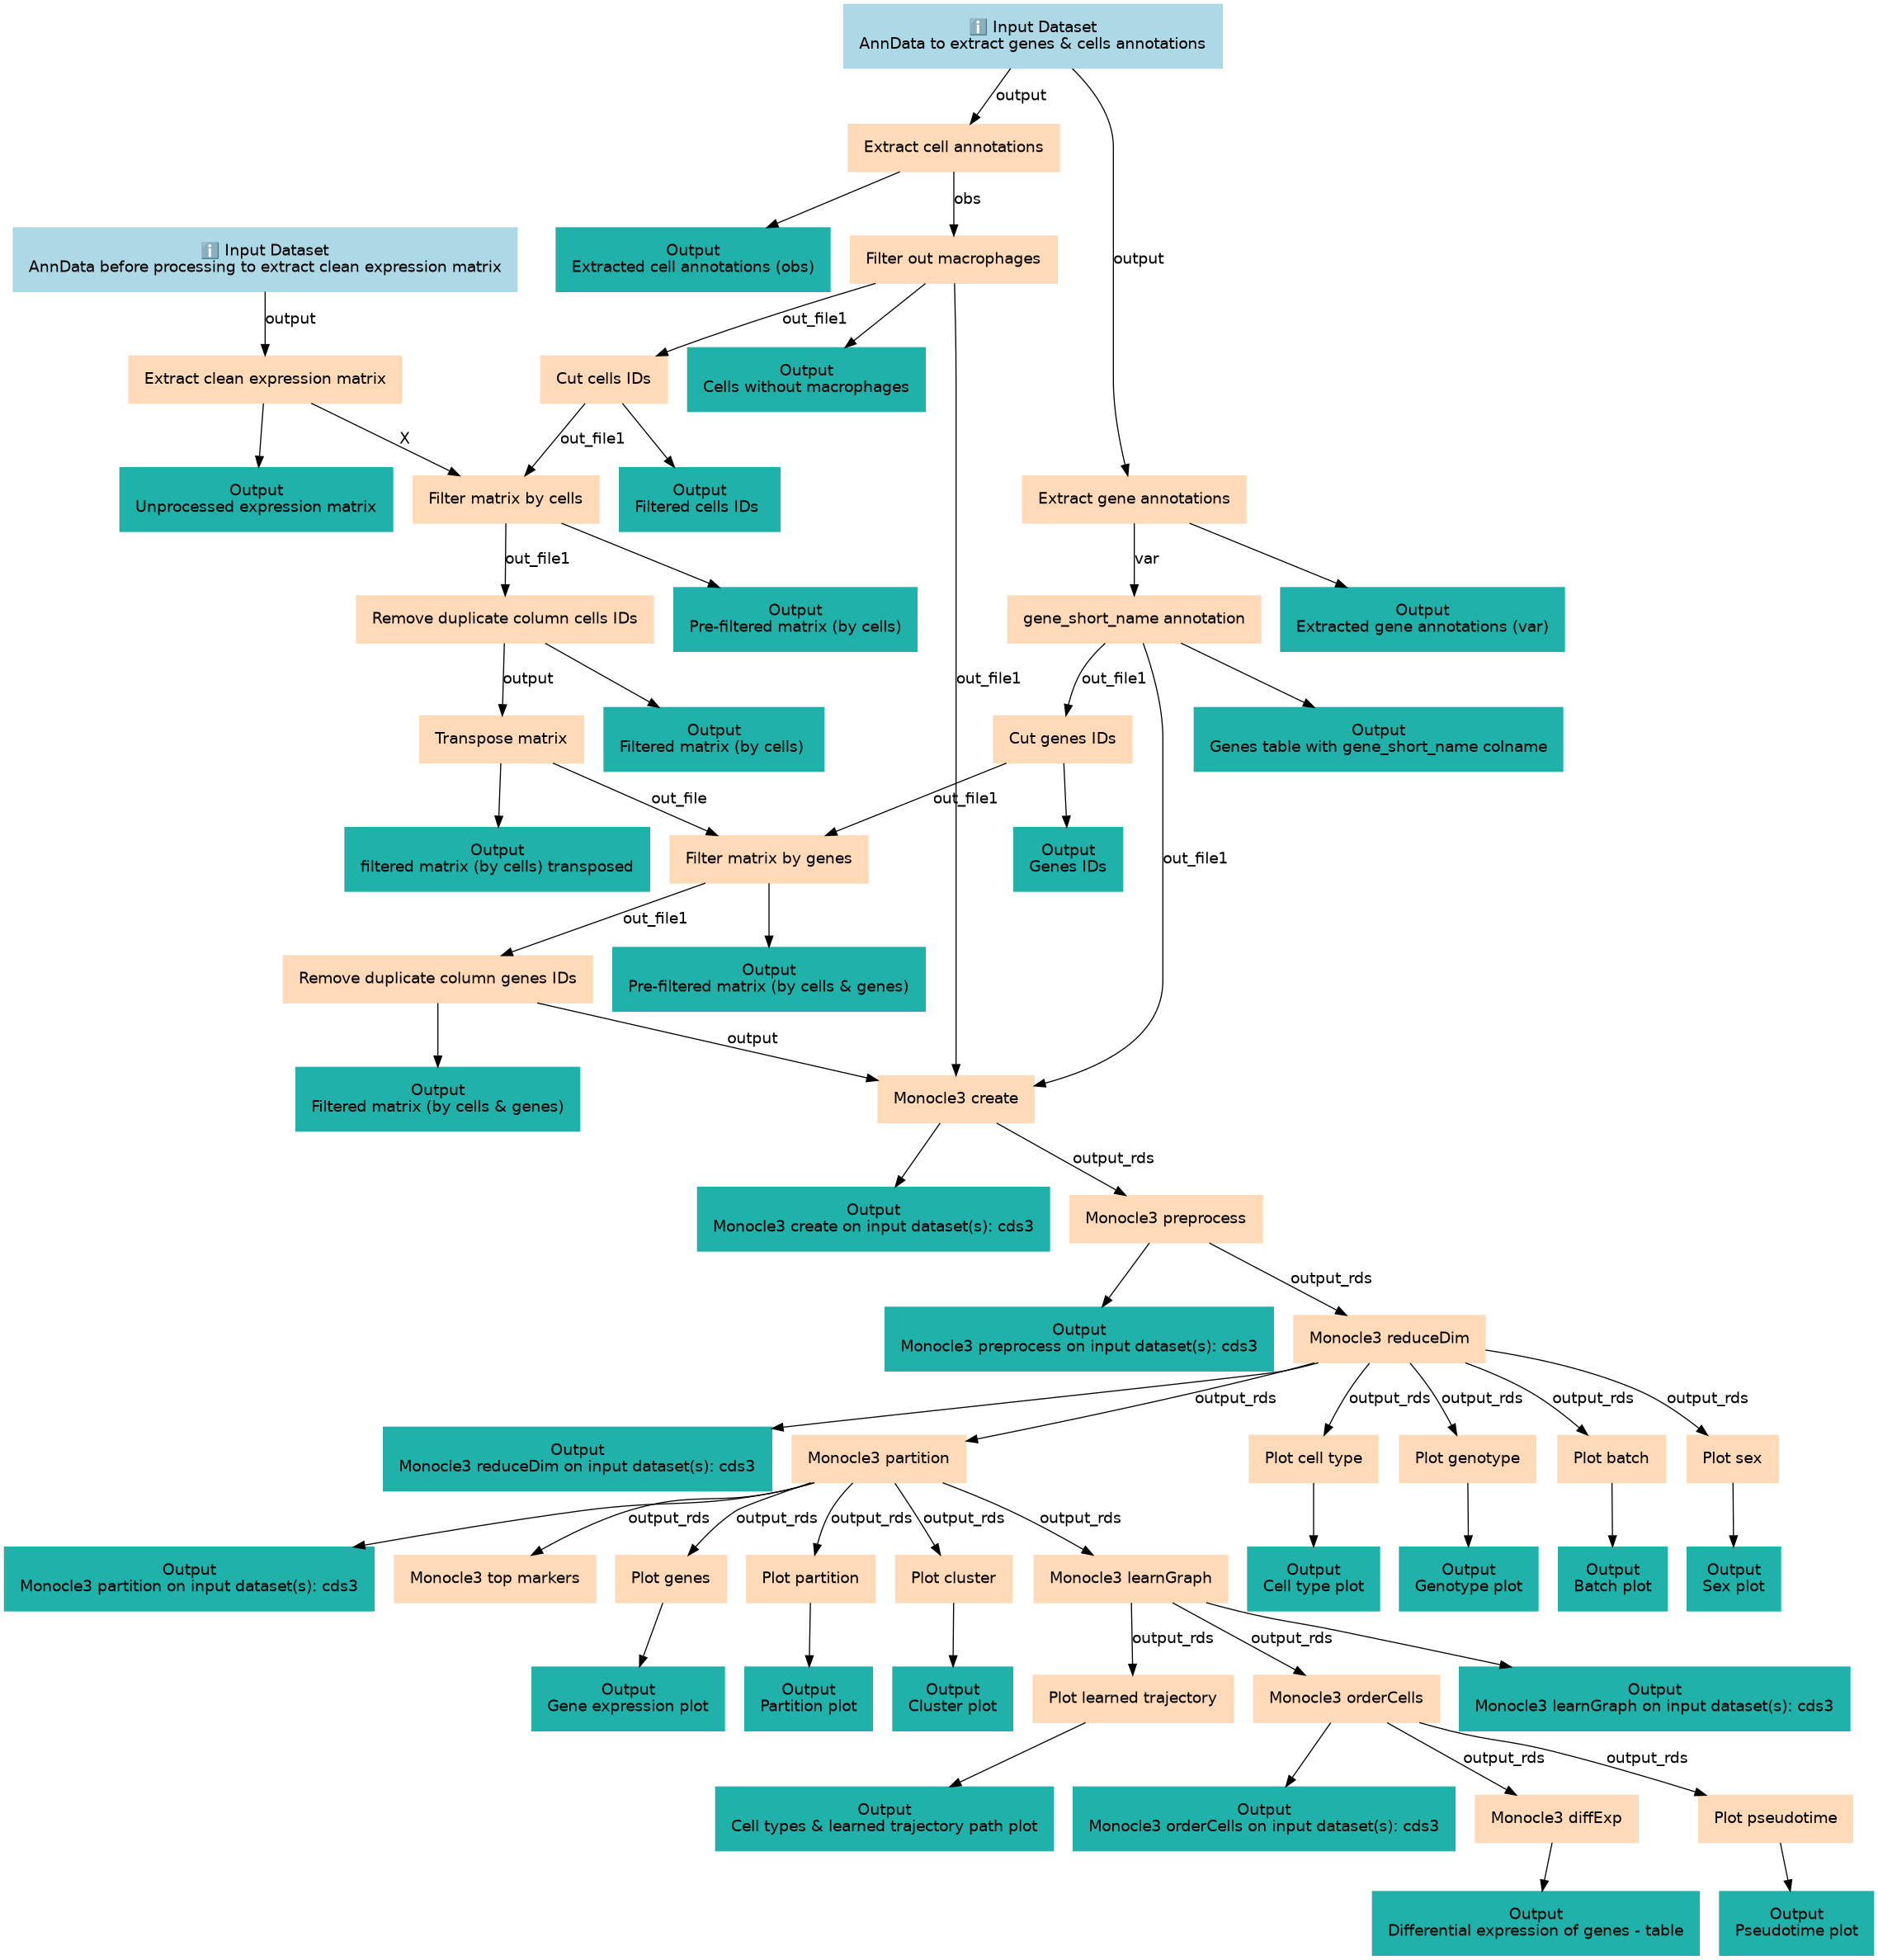 ℹ️ Input Dataset
AnnData to extract genes & cells annotations
output
Extract cell annotations
obs
output
ℹ️ Input Dataset
AnnData before processing to extract clean expression matrix
Output
Extracted cell annotations (obs)
Filter out macrophages
output
out_file1
Extract clean expression matrix
Cut cells IDs
Output
Cells without macrophages
X
out_file1
Output
Unprocessed expression matrix
Filter matrix by cells
Output
Filtered cells IDs
Extract gene annotations
out_file1
var
Remove duplicate column cells IDs
Output
Pre-filtered matrix (by cells)
gene_short_name annotation
Output
Extracted gene annotations (var)
output
out_file1
out_file1
Transpose matrix
Output
Filtered matrix (by cells)
Cut genes IDs
Output
Genes table with gene_short_name colname
out_file
out_file1
Output
filtered matrix (by cells) transposed
Filter matrix by genes
Output
Genes IDs
out_file1
out_file1
Remove duplicate column genes IDs
Output
Pre-filtered matrix (by cells & genes)
output
Output
Filtered matrix (by cells & genes)
Monocle3 create
output_rds
Output
Monocle3 create on input dataset(s): cds3
Monocle3 preprocess
output_rds
Output
Monocle3 preprocess on input dataset(s): cds3
Monocle3 reduceDim
output_rds
output_rds
output_rds
output_rds
output_rds
Output
Monocle3 reduceDim on input dataset(s): cds3
Monocle3 partition
Plot cell type
Plot genotype
Plot batch
Plot sex
output_rds
output_rds
output_rds
output_rds
output_rds
Output
Monocle3 partition on input dataset(s): cds3
Monocle3 top markers
Plot genes
Plot partition
Plot cluster
Monocle3 learnGraph
Output
Cell type plot
Output
Genotype plot
Output
Batch plot
Output
Sex plot
output_rds
output_rds
Output
Gene expression plot
Output
Partition plot
Output
Cluster plot
Plot learned trajectory
Monocle3 orderCells
Output
Monocle3 learnGraph on input dataset(s): cds3
output_rds
output_rds
Output
Cell types & learned trajectory path plot
Output
Monocle3 orderCells on input dataset(s): cds3
Monocle3 diffExp
Plot pseudotime
Output
Differential expression of genes - table
Output
Pseudotime plot